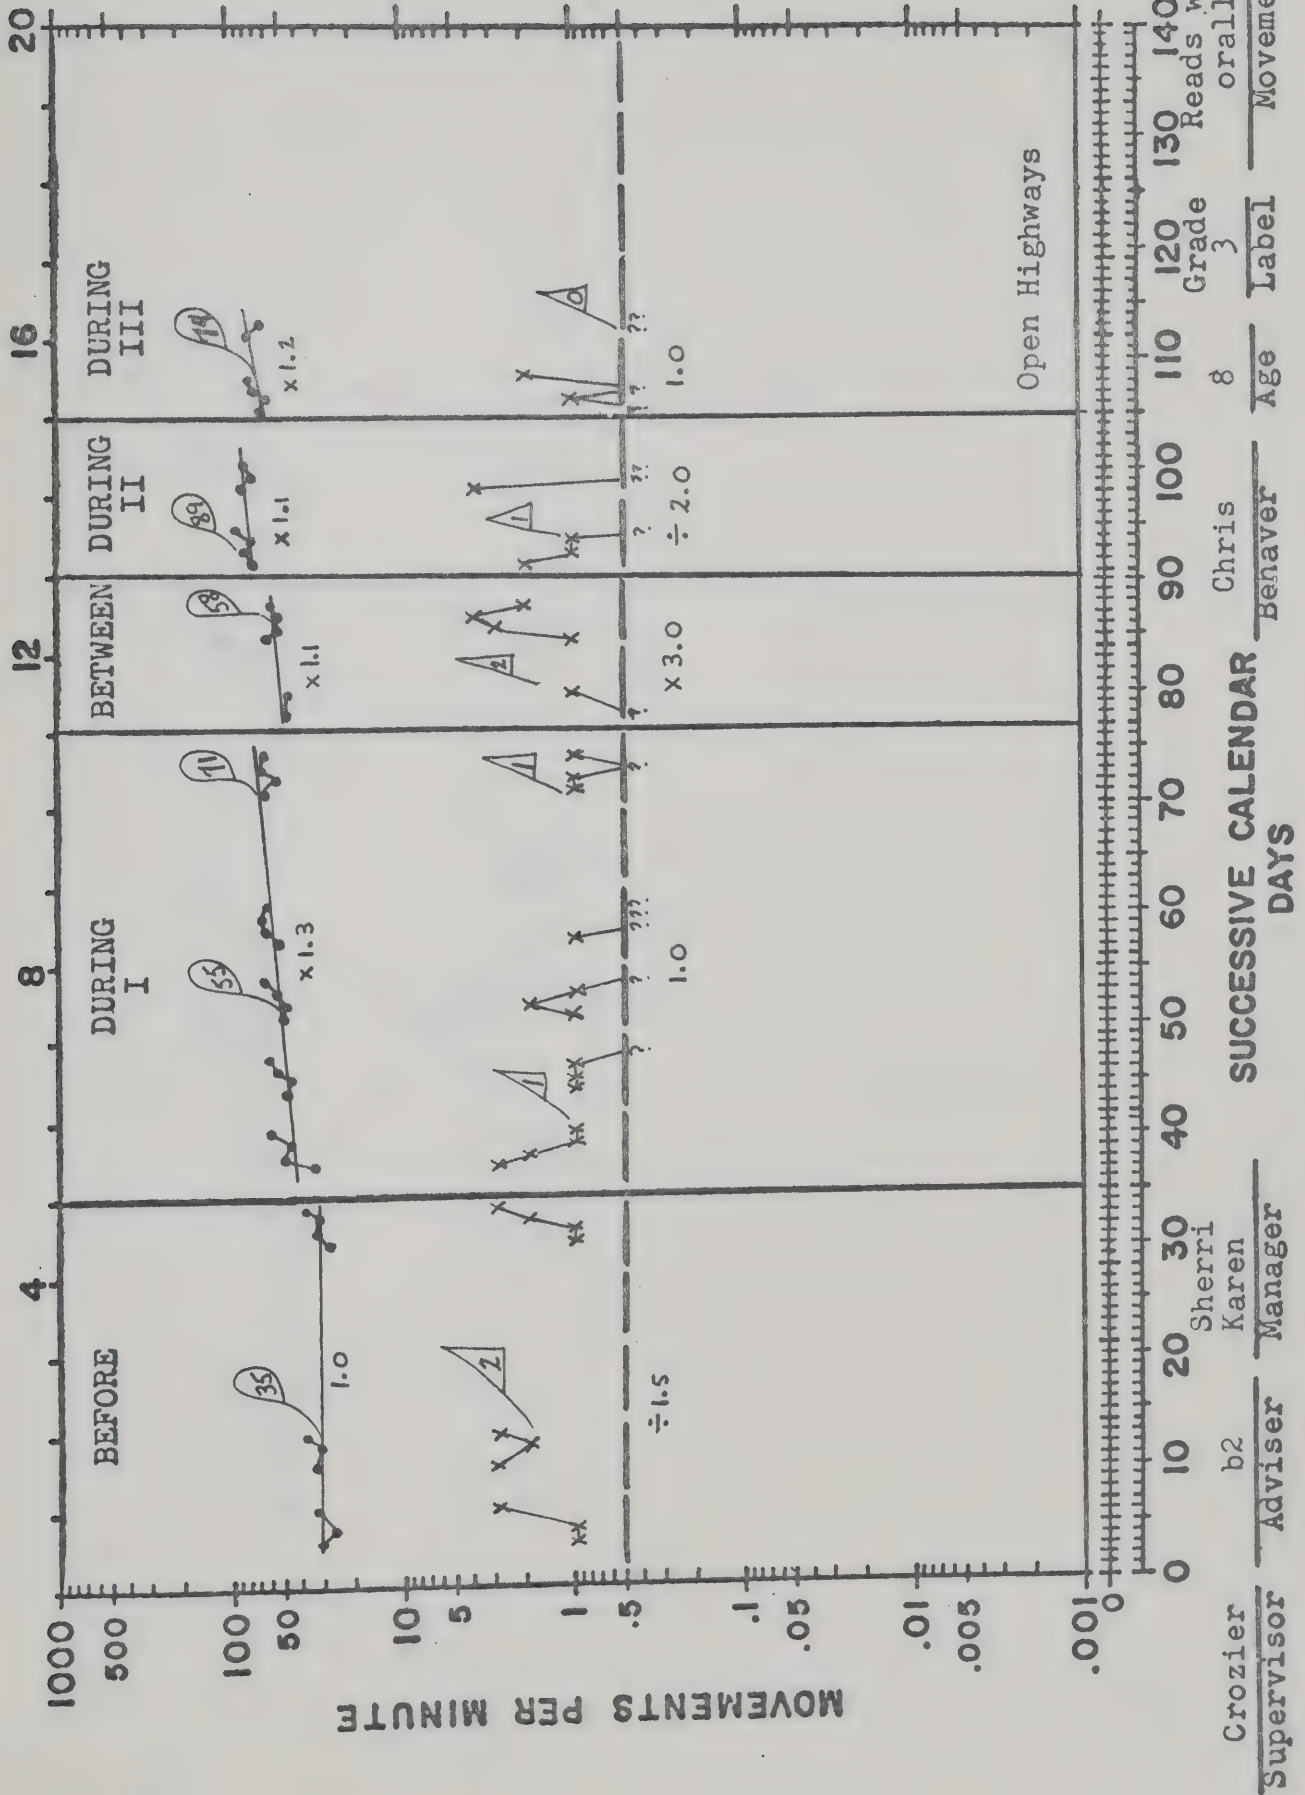 4 8 12 16 20
BEFORE
DURING
I
BETWEEN
DURING
II
DURING
III
35
55
71
58
89
1.0
x 1.3
x 1.1
x 1.1
x 1.2
2
1
1
2
1
0
? ? ??? ? ? ? ?? ? ??
÷ 1.5
1.0
x 3.0
÷ 2.0
1.0
Open Highways
MOVEMENTS PER MINUTE
1000
500
100
50
10
5
1
.5
.1
.05
.01
.005
.001
0
0 10 20 30 40 50 60 70 80 90 100 110 120 130 140
SUCCESSIVE CALENDAR
DAYS
Crozier
Supervisor
b2
Adviser
Sherri
Karen
Manager
Chris
Behaver
8
Age
Grade
3
Label
Reads w
orall
Moveme